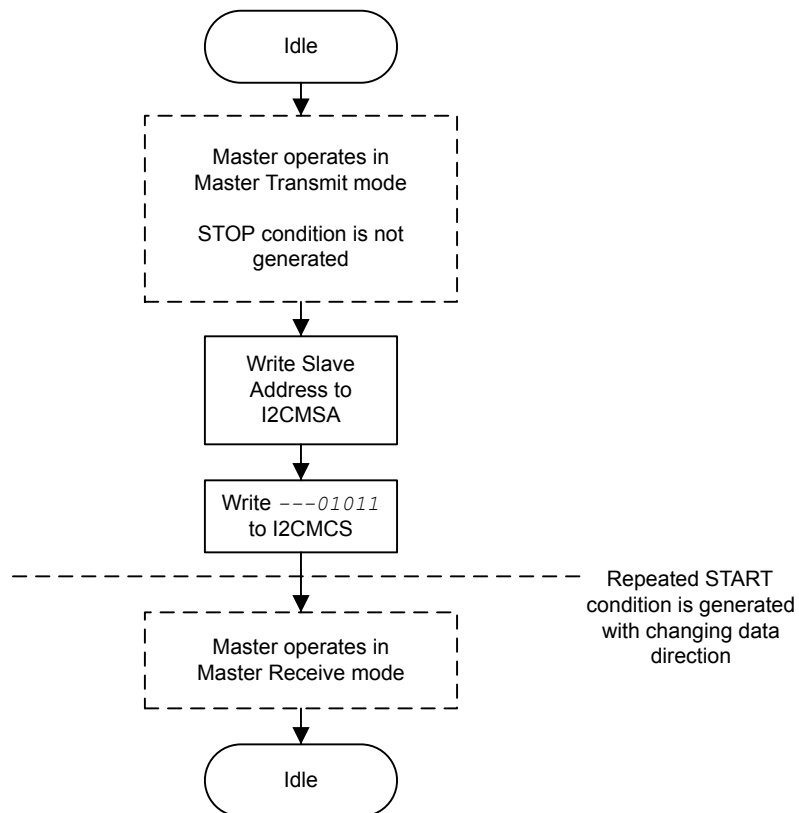 Idle
Master operates in
Master Transmit mode
STOP condition is not
generated
Write Slave
Address to
I2CMSA
Write ---01011
to I2CMCS
Repeated START
condition is generated
with changing data
direction
Master operates in
Master Receive mode
Idle